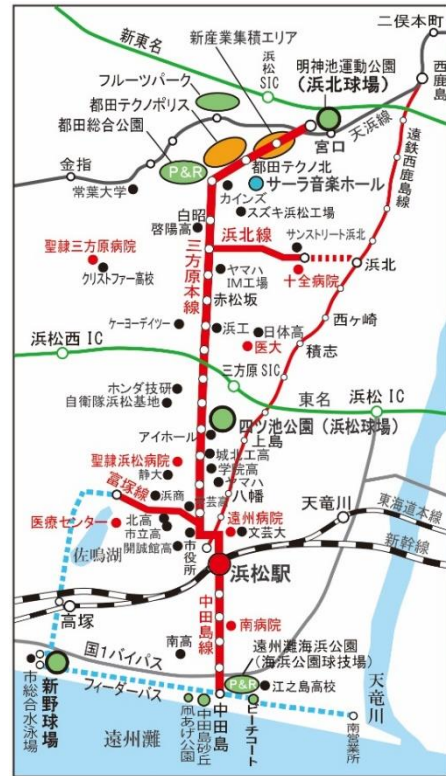 二俣本町
新東名
新産業集積エリア
浜松
SIC
西鹿島
明神池運動公園
(浜北球場)
フルーツパーク
都田テクノポリス
都田総合公園
天浜線
宮口
遠鉄西鹿島線
金指
P&R
都田テクノ北
サーラ音楽ホール
常葉大学
カインズ
スズキ浜松工場
白昭
啓陽高
浜北線
サンストリート浜北
聖隷三方原病院
クリストファー高校
三方原本線
ヤマハ
IM工場
十全病院
浜北
赤松坂
ケーヨーデイツー
浜工
日体高
医大
西ヶ崎
積志
浜松西 IC
三方原 SIC
東名
浜松 IC
ホンダ技研
自衛隊浜松基地
四ツ池公園(浜松球場)
アイホール
上島
城北工高
学院高
ヤマハ
八幡
聖隷浜松病院
静大
富塚線
浜商
文芸高
天竜川
東海道本線
新幹線
医療センター
北高
市立高
開誠館高
市役所
遠州病院
文芸大
佐鳴湖
浜松駅
高塚
中田島線
南病院
国1バイパス
南高
遠州灘海浜公園
(海浜公園球技場)
フィーダーバス
P&R
江之島高校
市総合水泳場
新野球場
遠州灘
凧あげ公園
中田島砂丘
中田島
ビーチコート
南営業所
天竜川